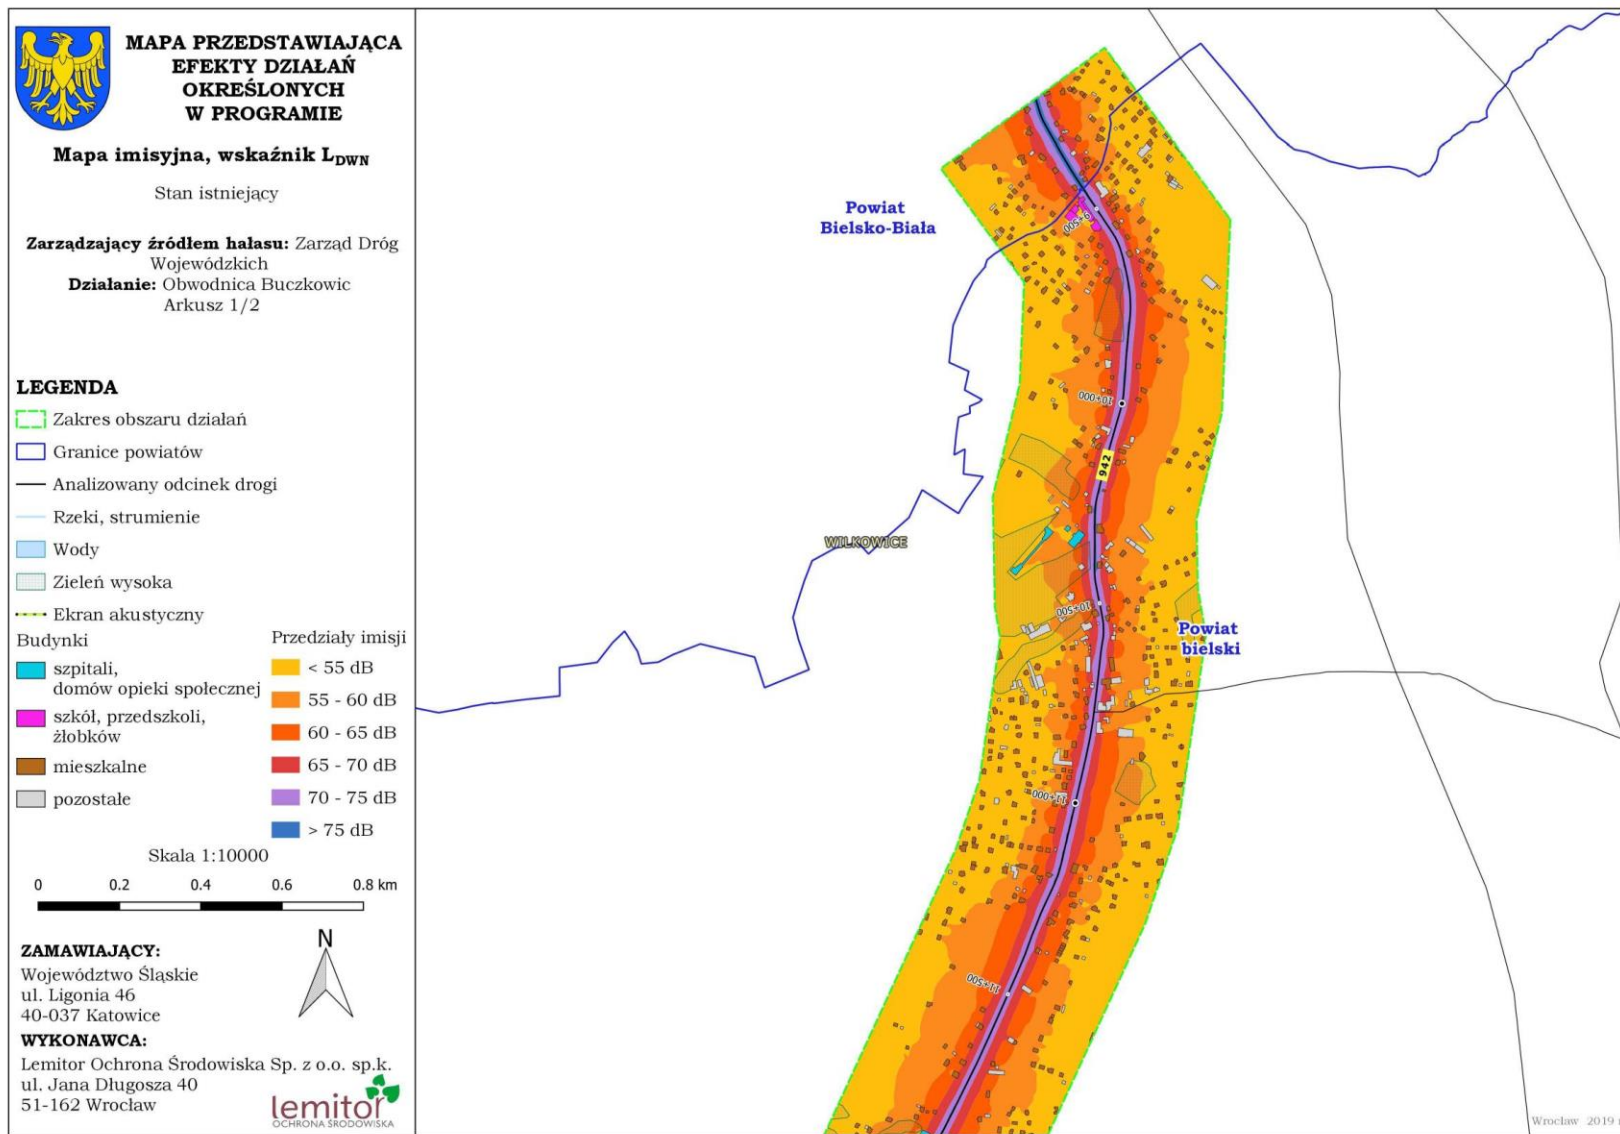 MAPA PRZEDSTAWIAJĄCA
EFEKTY DZIAŁAŃ
OKREŚLONYCH
W PROGRAMIE
Mapa imisyjna, wskaźnik LDWN
Stan istniejący
Zarządzający źródłem hałasu: Zarząd Dróg
Wojewódzkich
Działanie: Obwodnica Buczkowic
Arkusz 1/2
LEGENDA
Zakres obszaru działań
Granice powiatów
Analizowany odcinek drogi
Rzeki, strumienie
Wody
Zieleń wysoka
Ekran akustyczny
Budynki
szpitali,
domów opieki społecznej
szkół, przedszkoli,
żłobków
mieszkalne
pozostałe
Przedziały imisji
< 55 dB
55 - 60 dB
60 - 65 dB
65 - 70 dB
70 - 75 dB
> 75 dB
Skala 1:10000
0 0.2 0.4 0.6 0.8 km
ZAMAWIAJĄCY:
Województwo Śląskie
ul. Ligonia 46
40-037 Katowice
N
WYKONAWCA:
Lemitor Ochrona Środowiska Sp. z o.o. sp.k.
ul. Jana Długosza 40
51-162 Wrocław
lemitor
OCHRONA ŚRODOWISKA
Powiat
Bielsko-Biała
9+500
10+000
942
WILKOWICE
10+500
Powiat
bielski
11+000
11+500
Wrocław 2019 r